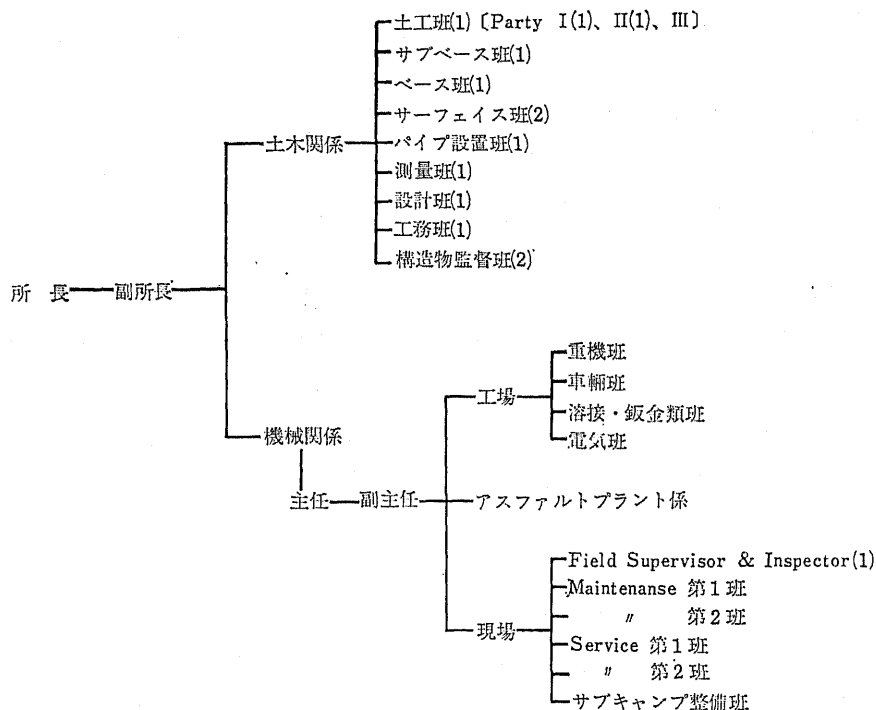 土工班(1)〔Party I(1)、II(1)、III〕
サブベース班(1)
ベース班(1)
サーフェイス班(2)
土木関係
パイプ設置班(1)
測量班(1)
設計班(1)
工務班(1)
構造物監督班(2)
所 長 副所長
重機班
車輛班
工場
溶接・鈑金類班
電気班
機械関係
主任 副主任 アスファルトプラント係
Field Supervisor & Inspector(1)
Maintenanse 第1班
〃 第2班
現場
Service 第1班
〃 第2班
サブキャンプ整備班